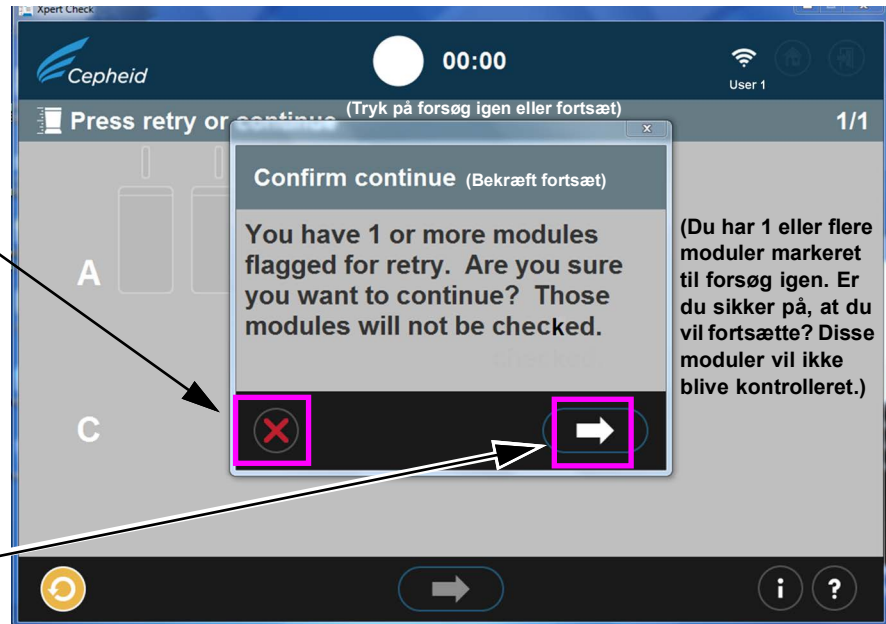 Xpert Check
Cepheid
00:00
User 1
Press retry or continue
(Tryk på forsøg igen eller fortsæt)
1/1
x
Confirm continue (Bekræft fortsæt)
You have 1 or more modules
flagged for retry. Are you sure
you want to continue? Those
modules will not be checked.
(Du har 1 eller flere
moduler markeret
til forsøg igen. Er
du sikker på, at du
vil fortsætte? Disse
moduler vil ikke
blive kontrolleret.)
A
C
i
?